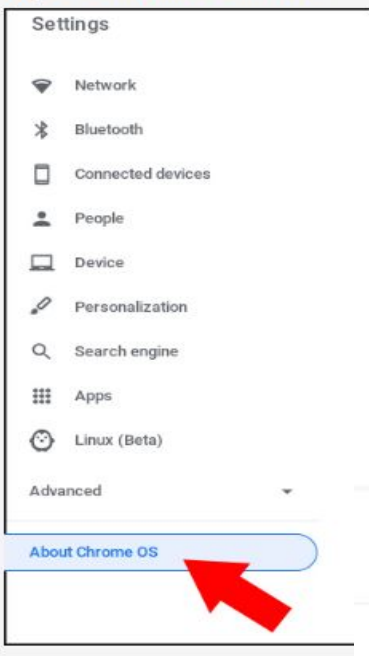 Settings
Network
Bluetooth
Connected devices
People
Device
Personalization
Search engine
Apps
Linux (Beta)
Advanced
About Chrome OS